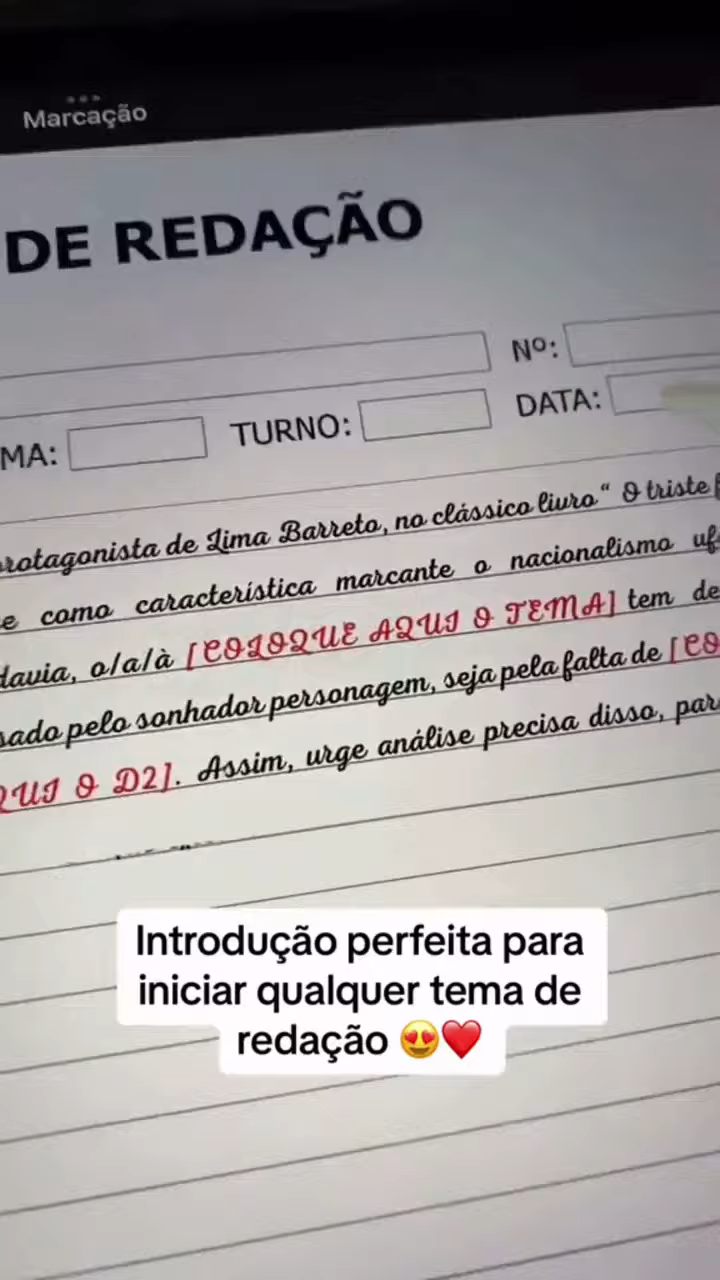 Marcação
DE REDAÇÃO
Nº:
MA:
TURNO:
DATA:
rotagonista de Lima Barreto, no clássico livro “ O triste
e como característica marcante o nacionalismo uf
davia, o/a/à [COLOQUE AQUI O TEMA] tem de
sado pelo sonhador personagem, seja pela falta de [CO
QUI O D2]. Assim, urge análise precisa disso, par
Introdução perfeita para
iniciar qualquer tema de
redação 😍❤️